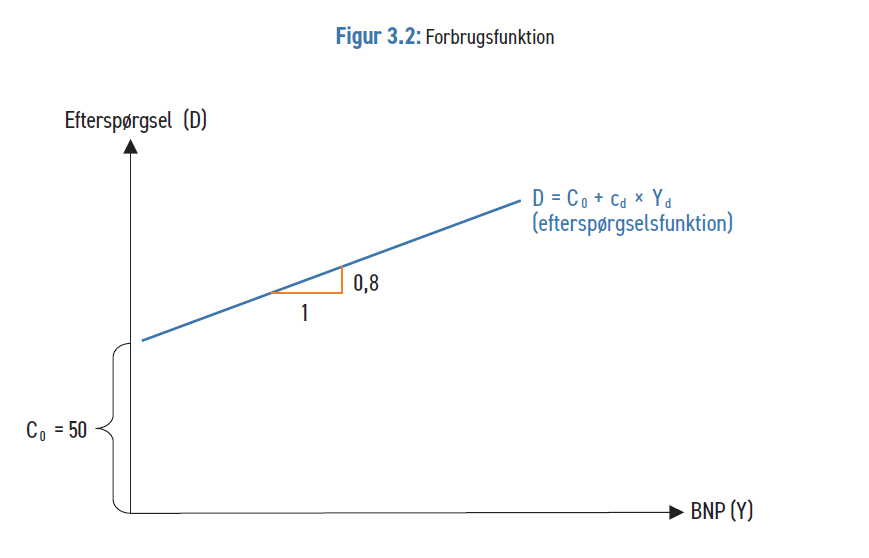 Figur 3.2: Forbrugsfunktion
Efterspørgsel (D)
D = C₀ + c_d × Y_d
(efterspørgselsfunktion)
0,8
1
C₀ = 50
BNP (Y)